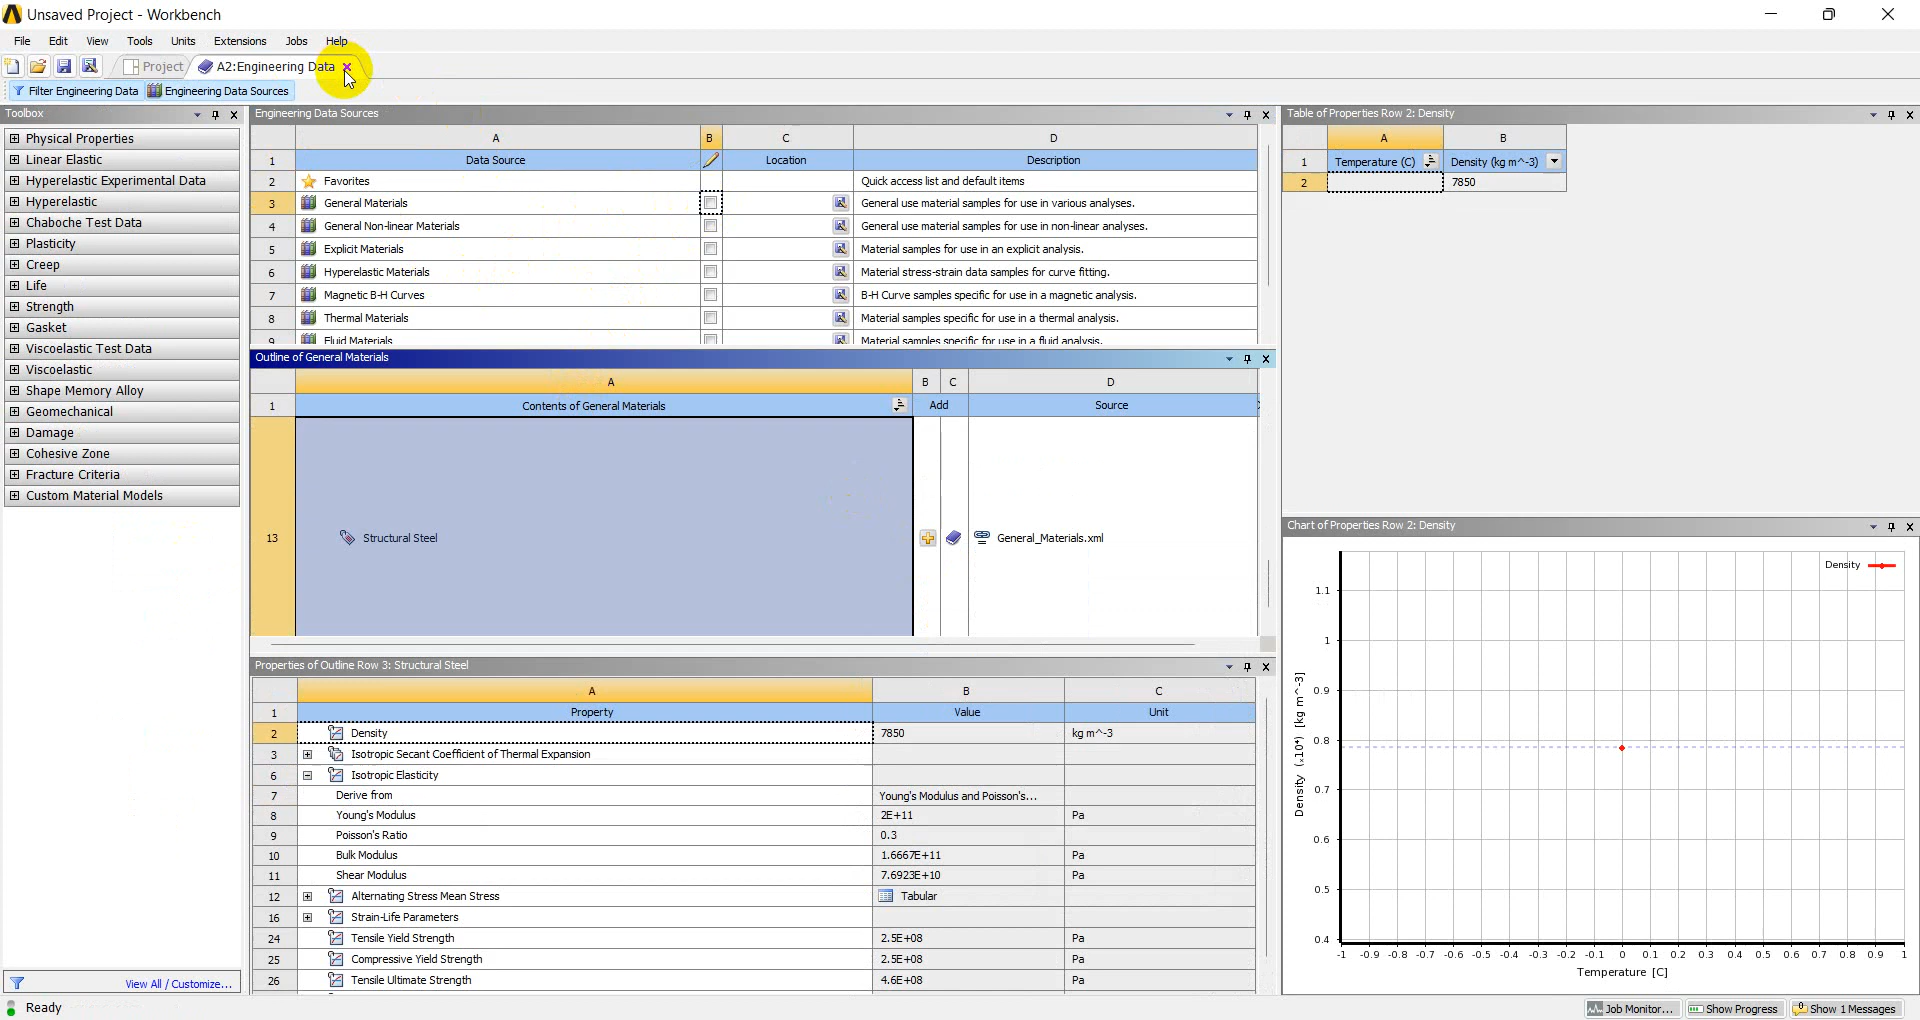 Unsaved Project - Workbench
File Edit View Tools Units Extensions Jobs Help
Project A2:Engineering Data
Filter Engineering Data Engineering Data Sources
Toolbox
Physical Properties
Linear Elastic
Hyperelastic Experimental Data
Hyperelastic
Chaboche Test Data
Plasticity
Creep
Life
Strength
Gasket
Viscoelastic Test Data
Viscoelastic
Shape Memory Alloy
Geomechanical
Damage
Cohesive Zone
Fracture Criteria
Custom Material Models
View All / Customize...
Engineering Data Sources
A B C D
1 Data Source Location Description
2 Favorites Quick access list and default items
3 General Materials General use material samples for use in various analyses.
4 General Non-linear Materials General use material samples for use in non-linear analyses.
5 Explicit Materials Material samples for use in an explicit analysis.
6 Hyperelastic Materials Material stress-strain data samples for curve fitting.
7 Magnetic B-H Curves B-H Curve samples specific for use in a magnetic analysis.
8 Thermal Materials Material samples specific for use in a thermal analysis.
9 Fluid Materials Material samples specific for use in a fluid analysis.
Outline of General Materials
A B C D
1 Contents of General Materials Add Source
13 Structural Steel General_Materials.xml
Properties of Outline Row 3: Structural Steel
A B C
1 Property Value Unit
2 Density 7850 kg m^-3
3 Isotropic Secant Coefficient of Thermal Expansion
6 Isotropic Elasticity
7 Derive from Young's Modulus and Poisson's...
8 Young's Modulus 2E+11 Pa
9 Poisson's Ratio 0.3
10 Bulk Modulus 1.6667E+11 Pa
11 Shear Modulus 7.6923E+10 Pa
12 Alternating Stress Mean Stress Tabular
16 Strain-Life Parameters
24 Tensile Yield Strength 2.5E+08 Pa
25 Compressive Yield Strength 2.5E+08 Pa
26 Tensile Ultimate Strength 4.6E+08 Pa
Table of Properties Row 2: Density
A B
1 Temperature (C) Density (kg m^-3)
2 7850
Chart of Properties Row 2: Density
Density
1.1
1
0.9
0.8
0.7
0.6
0.5
0.4
Density (x10⁴) [kg m^-3]
-1 -0.9 -0.8 -0.7 -0.6 -0.5 -0.4 -0.3 -0.2 -0.1 0 0.1 0.2 0.3 0.4 0.5 0.6 0.7 0.8 0.9 1
Temperature [C]
Ready
Job Monitor... Show Progress Show 1 Messages